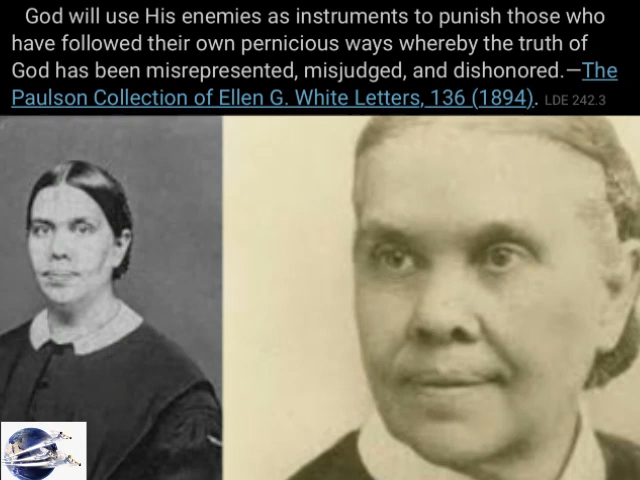 God will use His enemies as instruments to punish those who
have followed their own pernicious ways whereby the truth of
God has been misrepresented, misjudged, and dishonored.—The
Paulson Collection of Ellen G. White Letters, 136 (1894). LDE 242.3